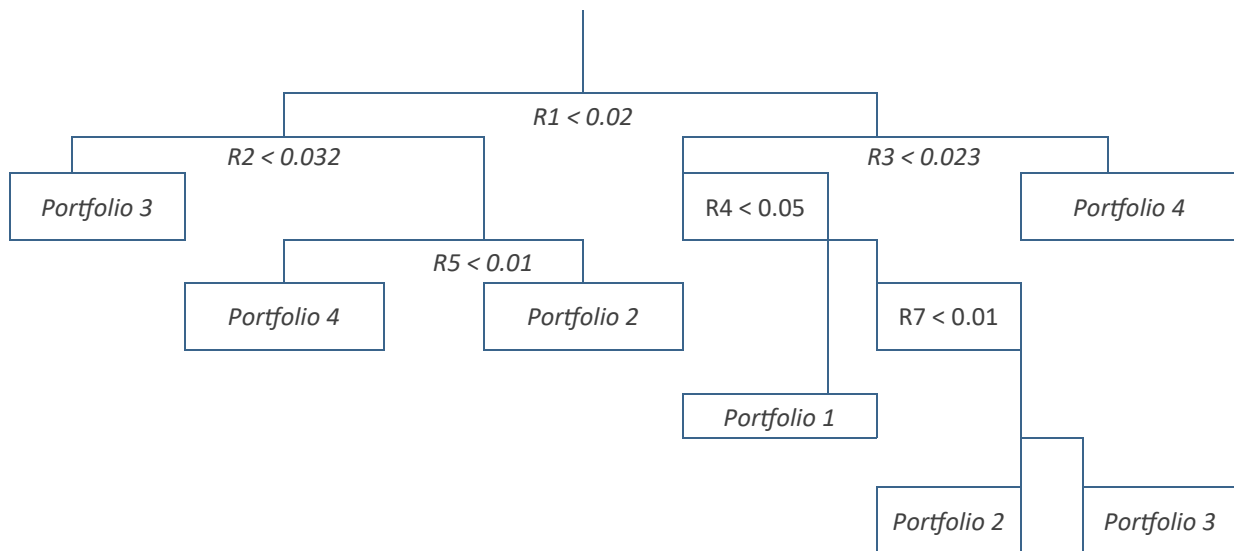 R1 < 0.02
R2 < 0.032
R3 < 0.023
Portfolio 3
R4 < 0.05
Portfolio 4
R5 < 0.01
Portfolio 4
Portfolio 2
R7 < 0.01
Portfolio 1
Portfolio 2
Portfolio 3